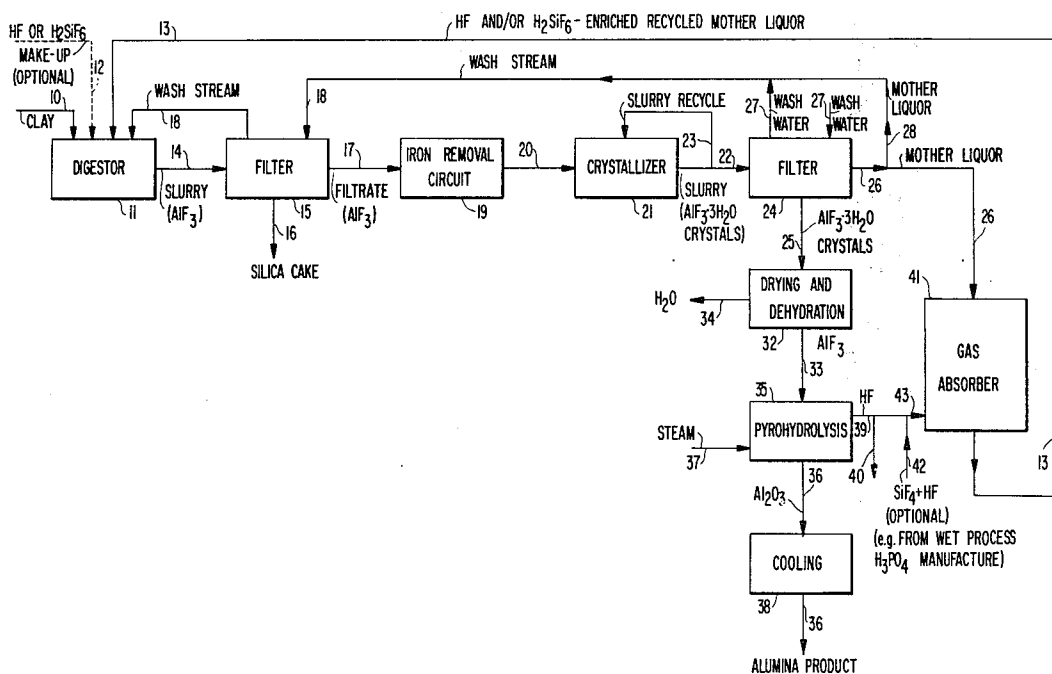 13
HF AND/OR H2SiF6-ENRICHED RECYCLED MOTHER LIQUOR
HF OR H2SiF6
MAKE-UP
(OPTIONAL)
12
10
CLAY
WASH STREAM
18
WASH STREAM
18
DIGESTOR
11
14
SLURRY
(AlF3)
FILTER
15
16
SILICA CAKE
17
FILTRATE
(AlF3)
IRON REMOVAL
CIRCUIT
19
20
SLURRY RECYCLE
23
CRYSTALLIZER
21
22
SLURRY
(AlF3·3H2O
CRYSTALS)
27
WASH
WATER
27
WASH
WATER
MOTHER
LIQUOR
28
FILTER
24
26
MOTHER LIQUOR
26
25
AlF3·3H2O
CRYSTALS
H2O
34
DRYING AND
DEHYDRATION
32
AlF3
33
41
GAS
ABSORBER
35
PYROHYDROLYSIS
STEAM
37
HF
39
43
40
42
13
SiF4+HF
(OPTIONAL)
(e.g. FROM WET PROCESS
H3PO4 MANUFACTURE)
Al2O3
36
COOLING
38
36
ALUMINA PRODUCT